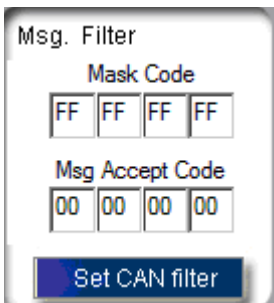 Msg. Filter
Mask Code
FF FF FF FF
Msg Accept Code
00 00 00 00
Set CAN filter